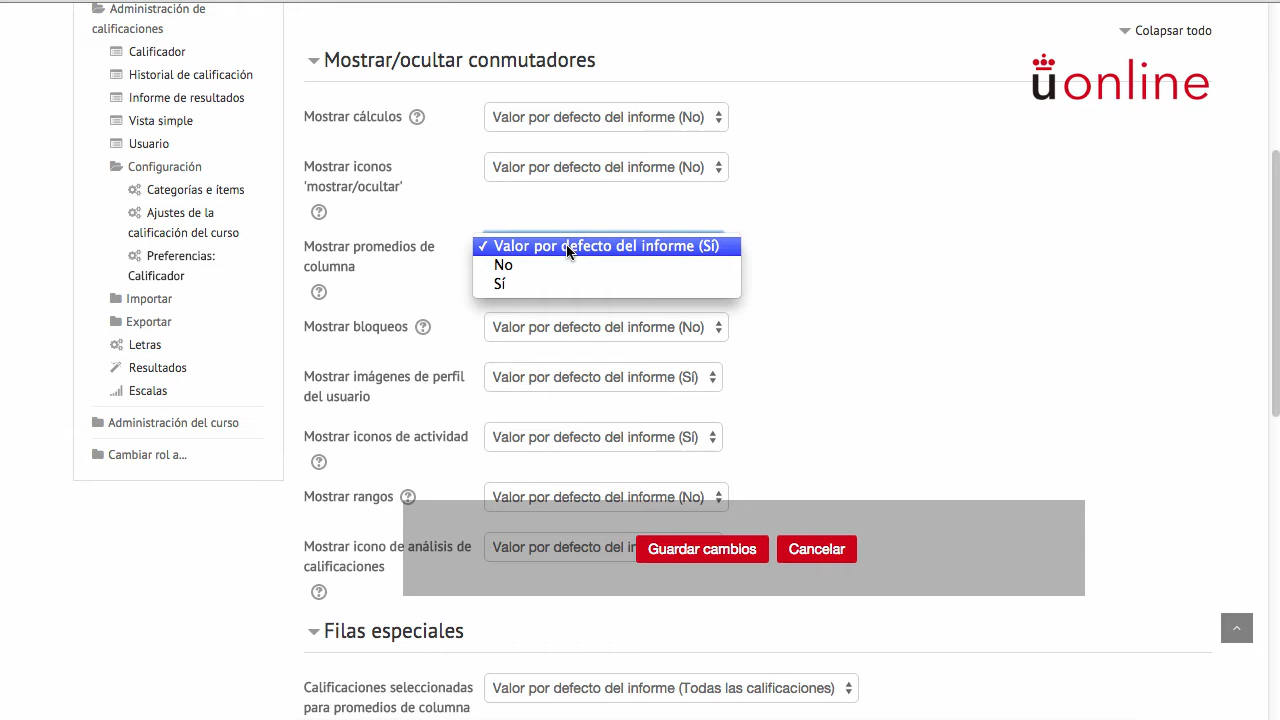 Administración de
calificaciones
Calificador
Historial de calificación
Informe de resultados
Vista simple
Usuario
Configuración
Categorías e ítems
Ajustes de la
calificación del curso
Preferencias:
Calificador
Importar
Exportar
Letras
Resultados
Escalas
Administración del curso
Cambiar rol a...
Colapsar todo
uonline
Mostrar/ocultar conmutadores
Mostrar cálculos
Valor por defecto del informe (No)
Mostrar iconos
'mostrar/ocultar'
Valor por defecto del informe (No)
Mostrar promedios de
columna
✓ Valor por defecto del informe (Sí)
No
Sí
Mostrar bloqueos
Valor por defecto del informe (No)
Mostrar imágenes de perfil
del usuario
Valor por defecto del informe (Sí)
Mostrar iconos de actividad
Valor por defecto del informe (Sí)
Mostrar rangos
Valor por defecto del informe (No)
Mostrar icono de análisis de
calificaciones
Valor por defecto del
Guardar cambios
Cancelar
Filas especiales
Calificaciones seleccionadas
para promedios de columna
Valor por defecto del informe (Todas las calificaciones)